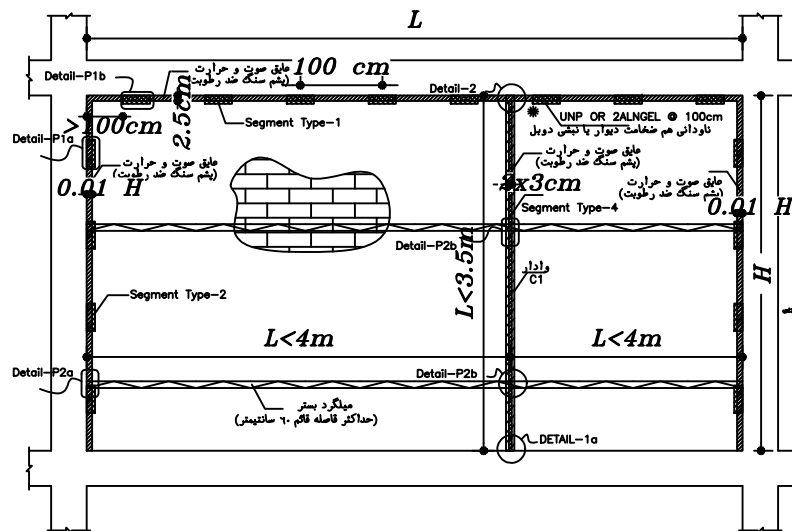 L
Detail-P1b
عایق صوت و حرارت
(پشم سنگ ضد رطوبت)
100 cm
Detail-2
2.5cm
Segment Type-1
UNP OR 2ALNGEL @ 100cm
ناودانی هم ضخامت دیوار یا نبشی دوبل
>100cm
Detail-P1a
عایق صوت و حرارت
(پشم سنگ ضد رطوبت)
عایق صوت و حرارت
(پشم سنگ ضد رطوبت)
عایق صوت و حرارت
(پشم سنگ ضد رطوبت)
0.01 H
2x3cm
Segment Type-4
0.01 H
Detail-P2b
L<3.5m
وادار
C1
H
Segment Type-2
L<4m
L<4m
Detail-P2a
Detail-P2b
میلگرد بستر
(حداکثر فاصله قائم ٦٠ سانتیمتر)
DETAIL-1a